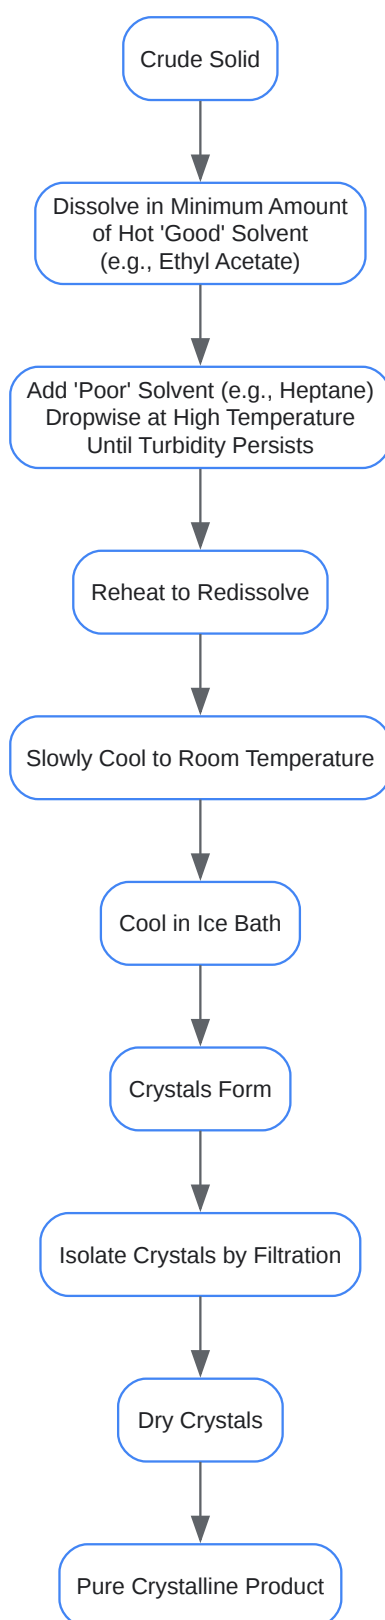 Crude Solid
Dissolve in Minimum Amount
of Hot 'Good' Solvent
(e.g., Ethyl Acetate)
Add 'Poor' Solvent (e.g., Heptane)
Dropwise at High Temperature
Until Turbidity Persists
Reheat to Redissolve
Slowly Cool to Room Temperature
Cool in Ice Bath
Crystals Form
Isolate Crystals by Filtration
Dry Crystals
Pure Crystalline Product